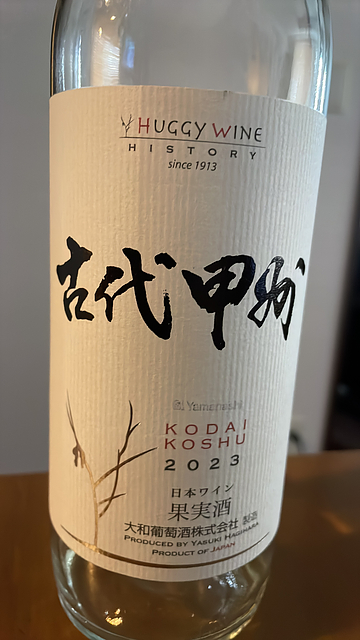 HUGGY WINE
HISTORY
since 1913
古代甲州
GI Yamanashi
KODAI
KOSHU
2023
日本ワイン
果実酒
大和葡萄酒株式会社 製造
PRODUCED BY YASUKI HAGIHARA
PRODUCT OF JAPAN